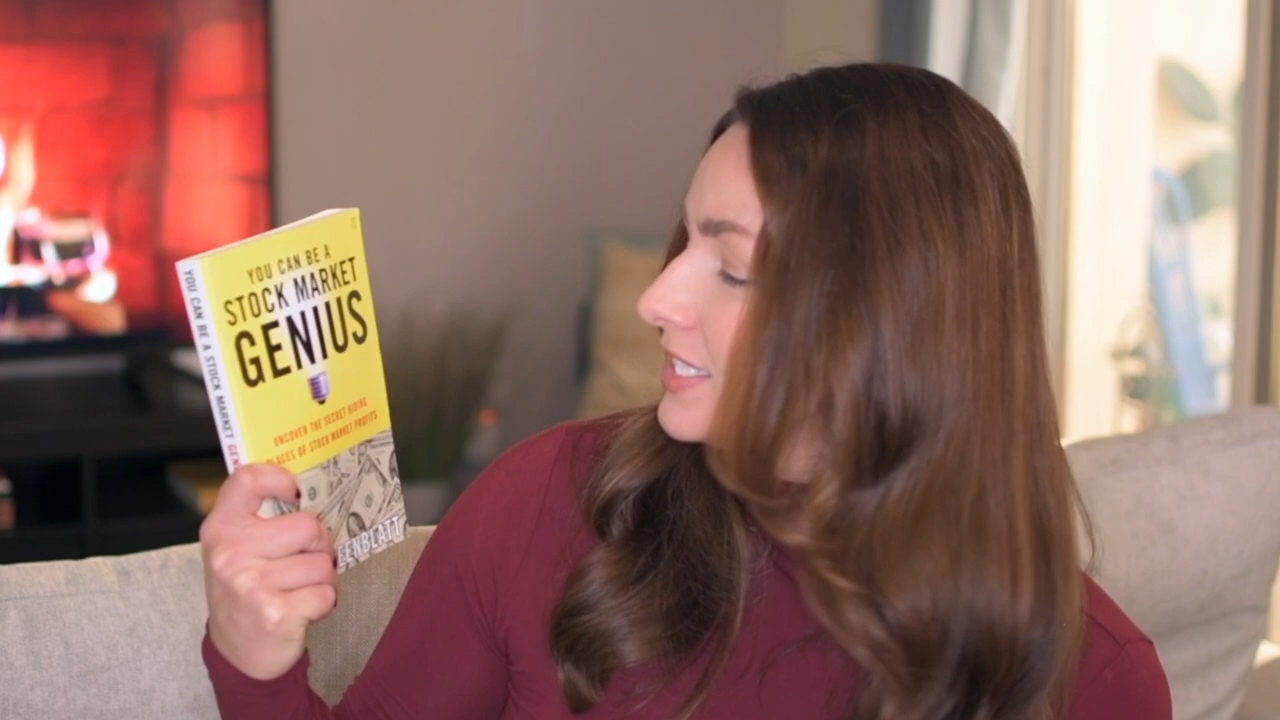 YOU CAN BE A
STOCK MARKET
GENIUS
UNCOVER THE SECRET HIDING
PLACES OF STOCK MARKET PROFITS
EENBLATT
YOU CAN BE A STOCK MARKET GEN